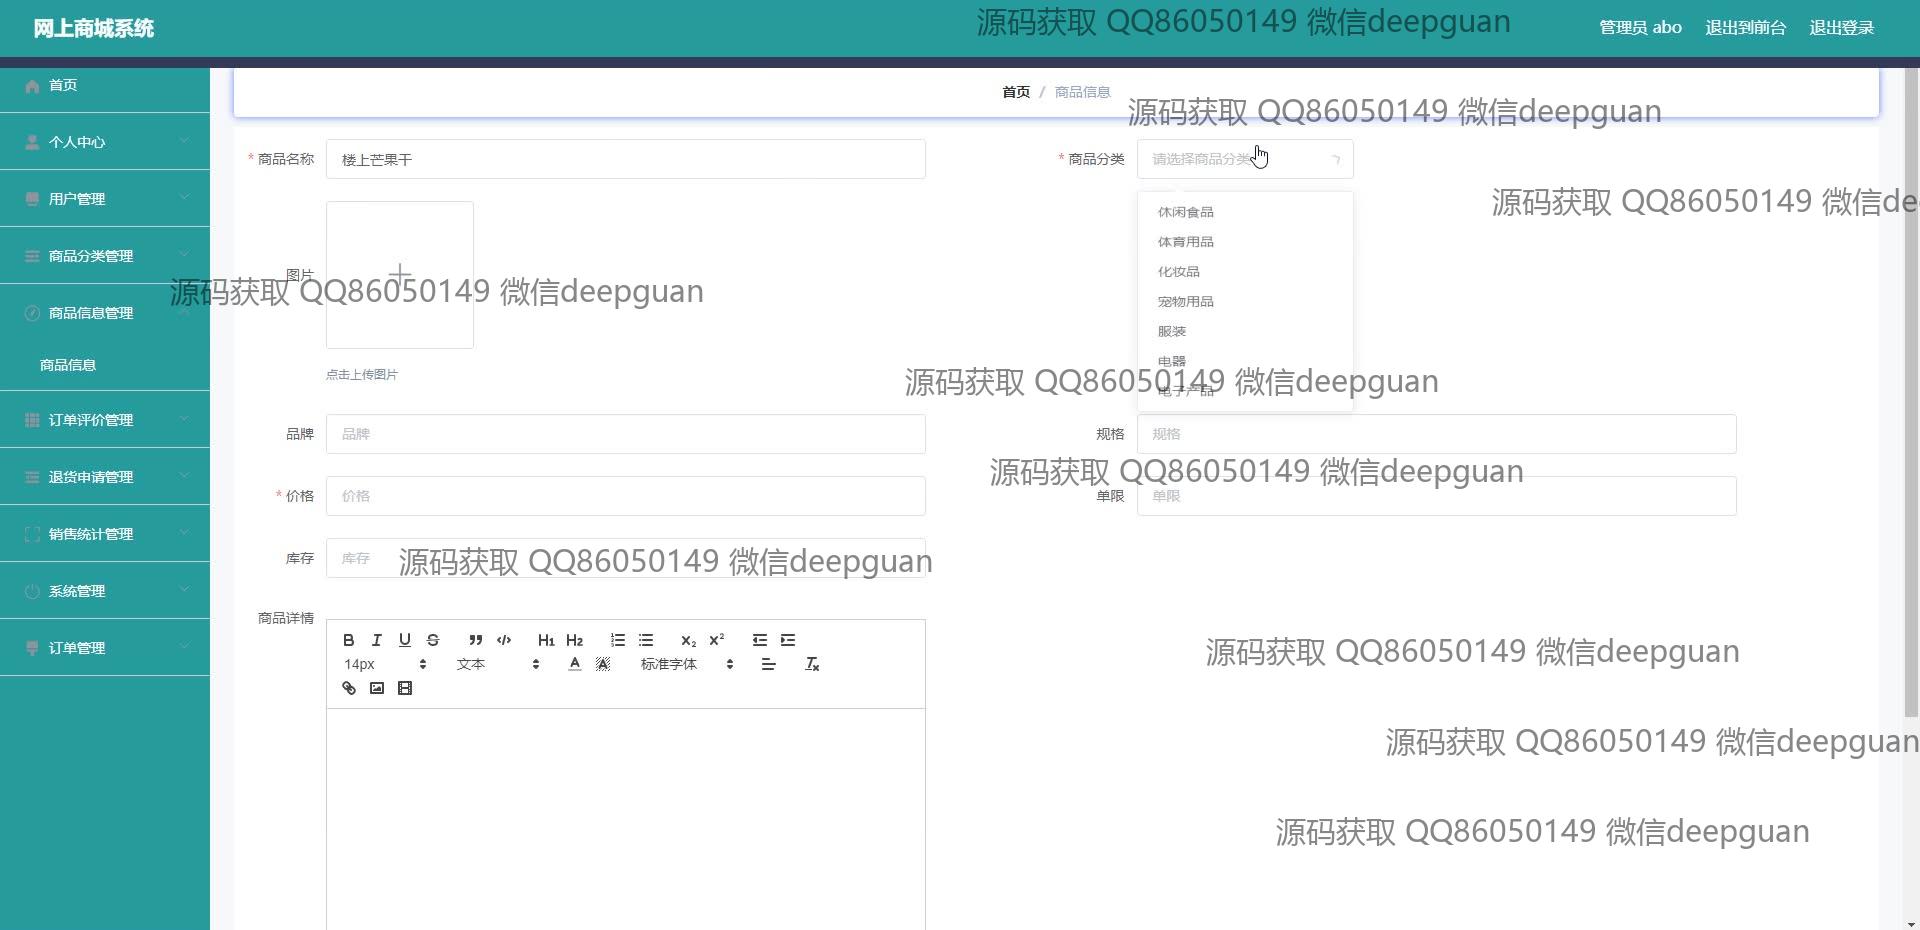 网上商城系统
源码获取 QQ86050149 微信deepguan
管理员 abo 退出到前台 退出登录
首页
个人中心
用户管理
商品分类管理
商品信息管理
商品信息
订单评价管理
退货申请管理
销售统计管理
系统管理
订单管理
首页 / 商品信息
源码获取 QQ86050149 微信deepguan
* 商品名称 楼上芒果干
* 商品分类 请选择商品分类
源码获取 QQ86050149 微信de
休闲食品
体育用品
化妆品
宠物用品
服装
电器
电子产品
图片
源码获取 QQ86050149 微信deepguan
点击上传图片
源码获取 QQ86050149 微信deepguan
品牌 品牌
规格 规格
源码获取 QQ86050149 微信deepguan
* 价格 价格
单限 单限
库存 库存
源码获取 QQ86050149 微信deepguan
商品详情
B I U S H1 H2 X2 X2
14px 文本 A A 标准字体 Tx
源码获取 QQ86050149 微信deepguan
源码获取 QQ86050149 微信deepguan
源码获取 QQ86050149 微信deepguan